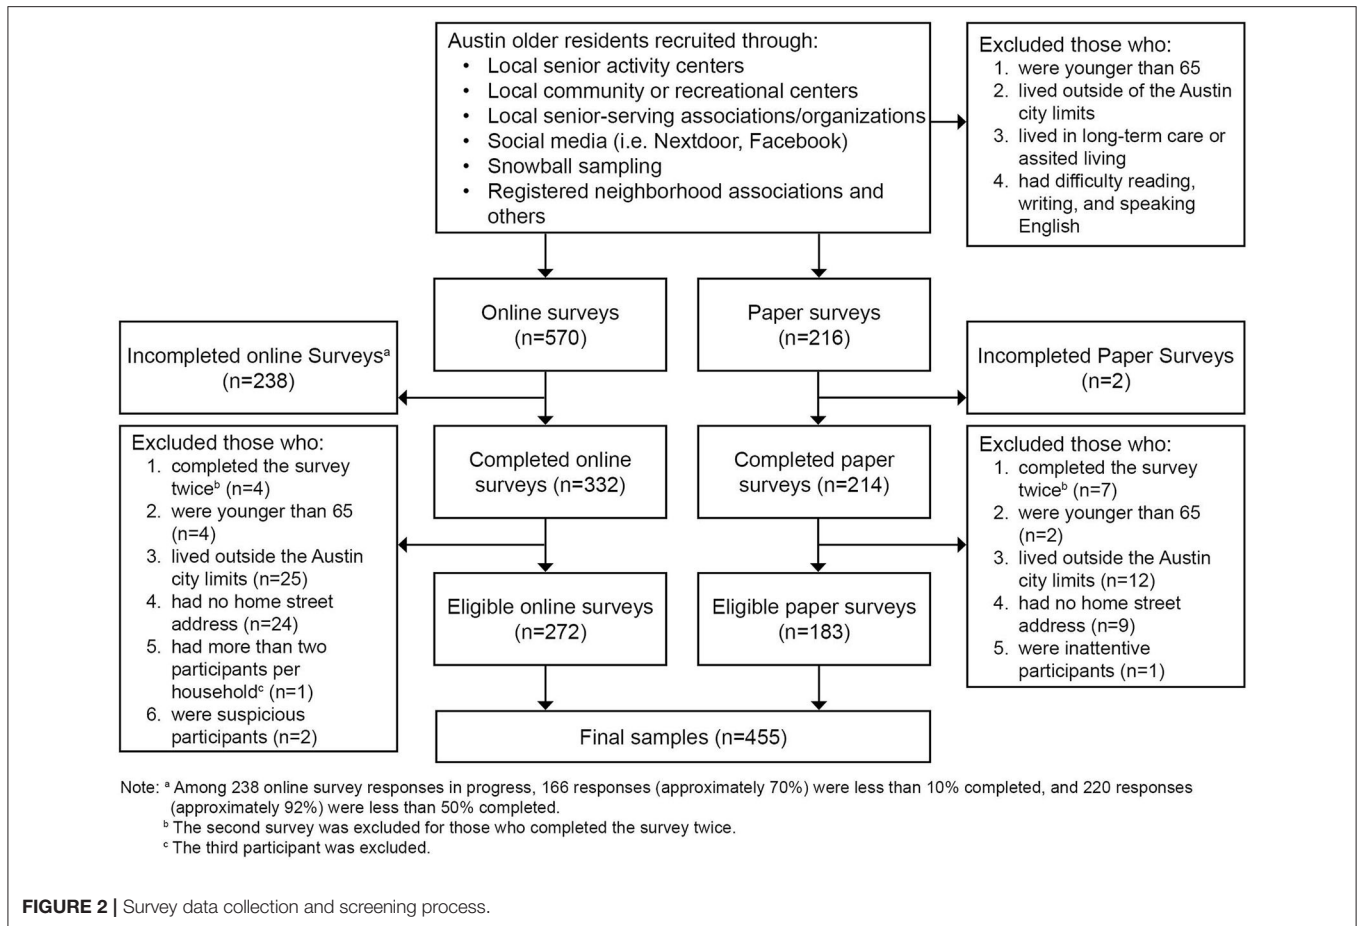 Austin older residents recruited through:
• Local senior activity centers
• Local community or recreational centers
• Local senior-serving associations/organizations
• Social media (i.e. Nextdoor, Facebook)
• Snowball sampling
• Registered neighborhood associations and
others
Excluded those who:
1. were younger than 65
2. lived outside of the Austin
city limits
3. lived in long-term care or
assited living
4. had difficulty reading,
writing, and speaking
English
Online surveys
(n=570)
Paper surveys
(n=216)
Incompleted online Surveysᵃ
(n=238)
Incompleted Paper Surveys
(n=2)
Excluded those who:
1. completed the survey
twiceᵇ (n=4)
2. were younger than 65
(n=4)
3. lived outside the Austin
city limits (n=25)
4. had no home street
address (n=24)
5. had more than two
participants per
householdᶜ (n=1)
6. were suspicious
participants (n=2)
Completed online
surveys (n=332)
Completed paper
surveys (n=214)
Excluded those who:
1. completed the survey
twiceᵇ (n=7)
2. were younger than 65
(n=2)
3. lived outside the Austin
city limits (n=12)
4. had no home street
address (n=9)
5. were inattentive
participants (n=1)
Eligible online surveys
(n=272)
Eligible paper surveys
(n=183)
Final samples (n=455)
Note: ᵃ Among 238 online survey responses in progress, 166 responses (approximately 70%) were less than 10% completed, and 220 responses
(approximately 92%) were less than 50% completed.
ᵇ The second survey was excluded for those who completed the survey twice.
ᶜ The third participant was excluded.
FIGURE 2 | Survey data collection and screening process.